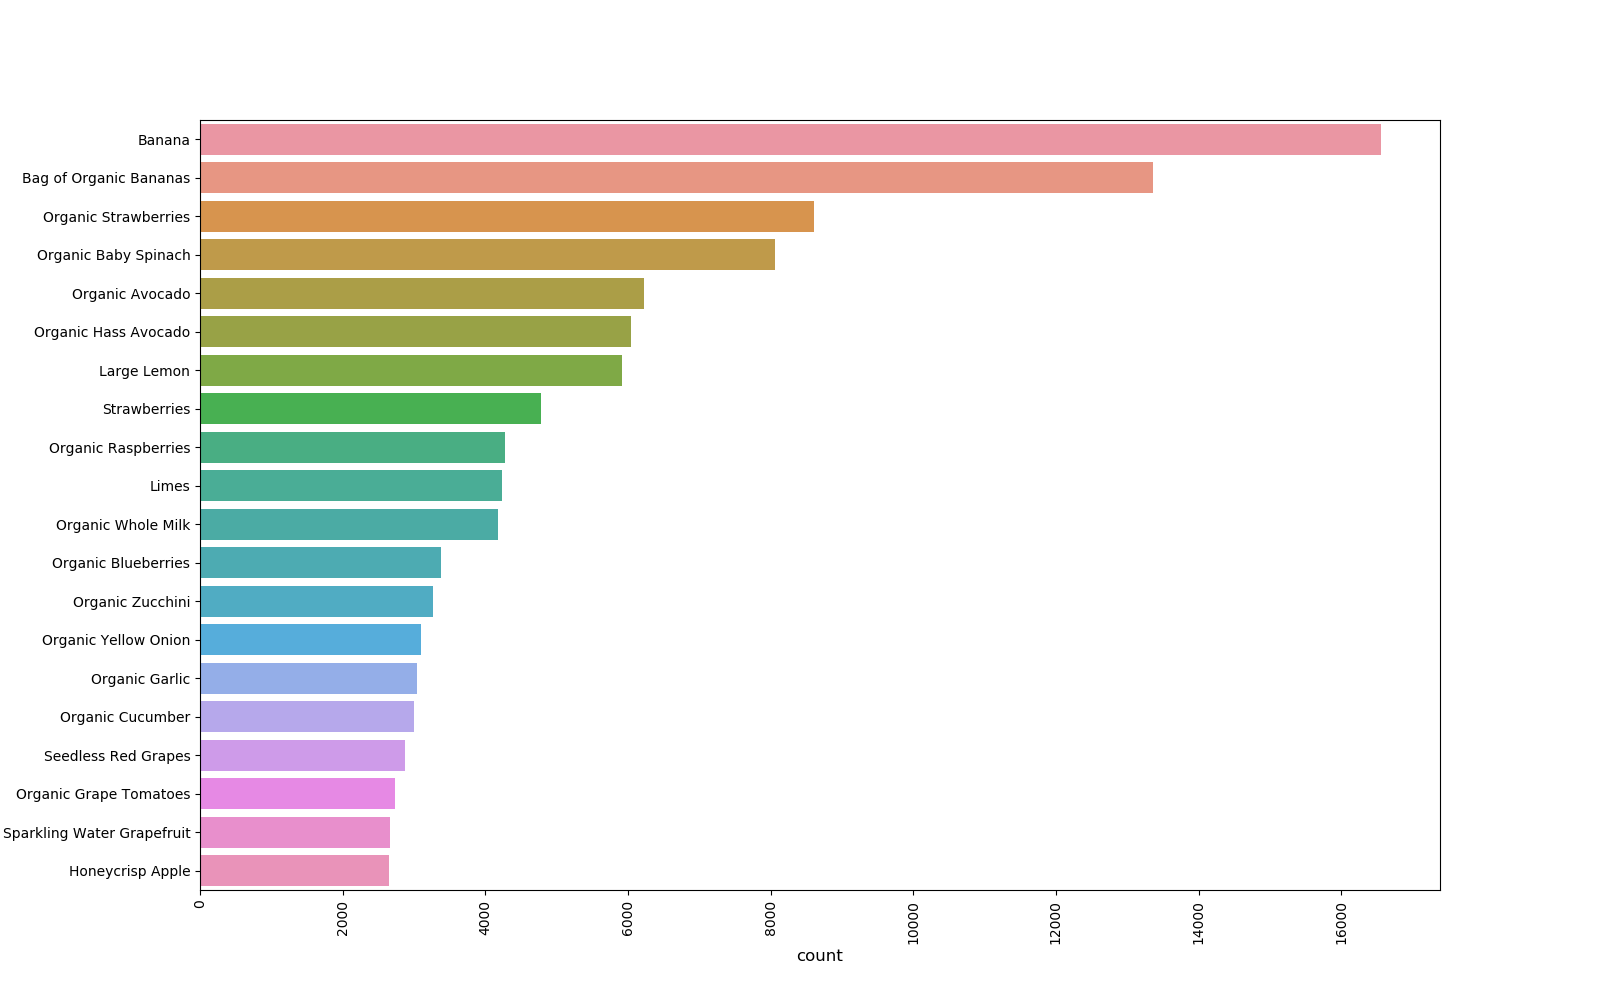 Banana
Bag of Organic Bananas
Organic Strawberries
Organic Baby Spinach
Organic Avocado
Organic Hass Avocado
Large Lemon
Strawberries
Organic Raspberries
Limes
Organic Whole Milk
Organic Blueberries
Organic Zucchini
Organic Yellow Onion
Organic Garlic
Organic Cucumber
Seedless Red Grapes
Organic Grape Tomatoes
Sparkling Water Grapefruit
Honeycrisp Apple
0 2000 4000 6000 8000 10000 12000 14000 16000
count